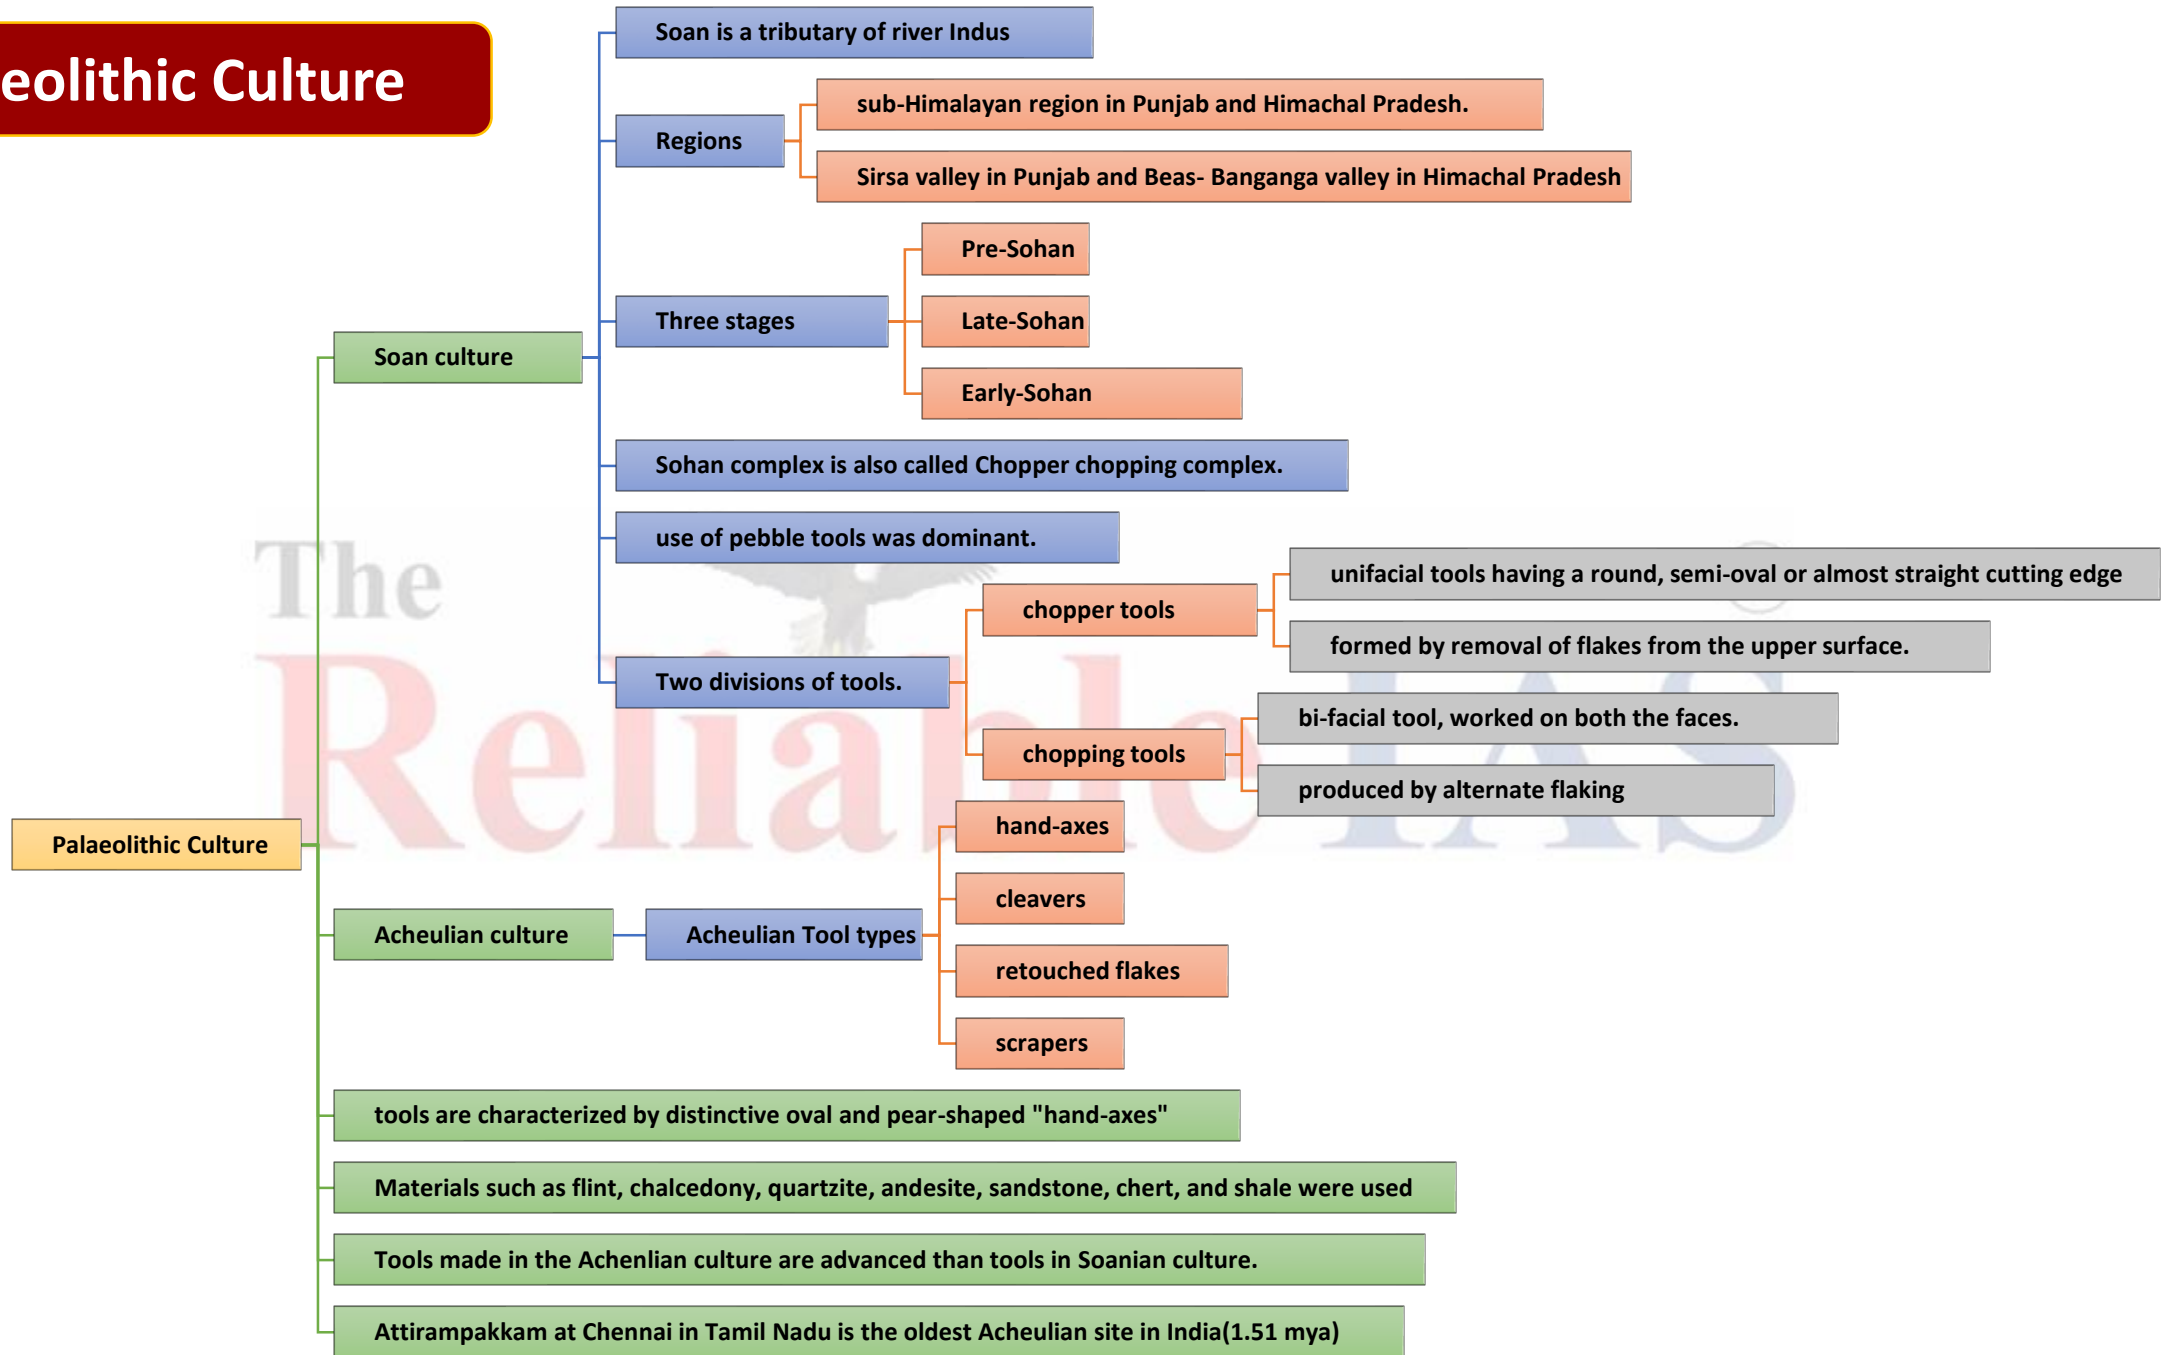 eolithic Culture
Soan is a tributary of river Indus
Regions
sub-Himalayan region in Punjab and Himachal Pradesh.
Sirsa valley in Punjab and Beas- Banganga valley in Himachal Pradesh
Three stages
Pre-Sohan
Late-Sohan
Early-Sohan
Soan culture
Sohan complex is also called Chopper chopping complex.
use of pebble tools was dominant.
Two divisions of tools.
chopper tools
unifacial tools having a round, semi-oval or almost straight cutting edge
formed by removal of flakes from the upper surface.
chopping tools
bi-facial tool, worked on both the faces.
produced by alternate flaking
Palaeolithic Culture
Acheulian culture
Acheulian Tool types
hand-axes
cleavers
retouched flakes
scrapers
tools are characterized by distinctive oval and pear-shaped "hand-axes"
Materials such as flint, chalcedony, quartzite, andesite, sandstone, chert, and shale were used
Tools made in the Achenlian culture are advanced than tools in Soanian culture.
Attirampakkam at Chennai in Tamil Nadu is the oldest Acheulian site in India(1.51 mya)
The
Reliable IAS